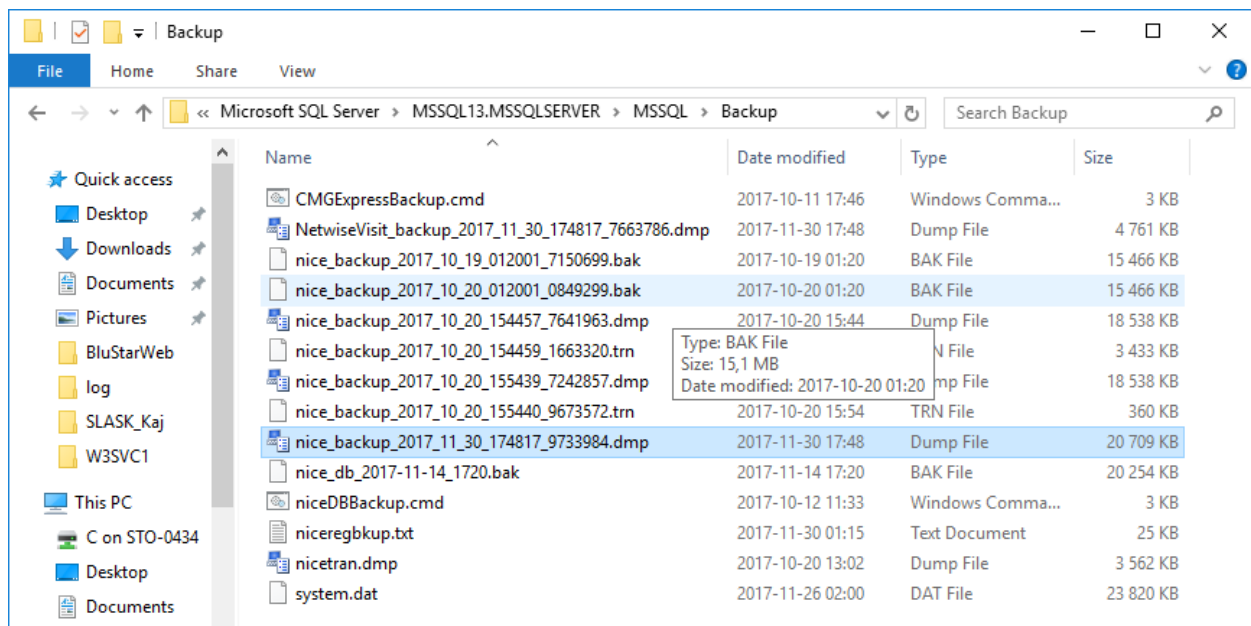 Backup
File Home Share View
« Microsoft SQL Server > MSSQL13.MSSQLSERVER > MSSQL > Backup Search Backup
Quick access
Desktop
Downloads
Documents
Pictures
BluStarWeb
log
SLASK_Kaj
W3SVC1
This PC
C on STO-0434
Desktop
Documents
Name Date modified Type Size
CMGExpressBackup.cmd 2017-10-11 17:46 Windows Comma... 3 KB
NetwiseVisit_backup_2017_11_30_174817_7663786.dmp 2017-11-30 17:48 Dump File 4 761 KB
nice_backup_2017_10_19_012001_7150699.bak 2017-10-19 01:20 BAK File 15 466 KB
nice_backup_2017_10_20_012001_0849299.bak 2017-10-20 01:20 BAK File 15 466 KB
nice_backup_2017_10_20_154457_7641963.dmp 2017-10-20 15:44 Dump File 18 538 KB
nice_backup_2017_10_20_154459_1663320.trn N File 3 433 KB
nice_backup_2017_10_20_155439_7242857.dmp mp File 18 538 KB
nice_backup_2017_10_20_155440_9673572.trn 2017-10-20 15:54 TRN File 360 KB
nice_backup_2017_11_30_174817_9733984.dmp 2017-11-30 17:48 Dump File 20 709 KB
nice_db_2017-11-14_1720.bak 2017-11-14 17:20 BAK File 20 254 KB
niceDBBackup.cmd 2017-10-12 11:33 Windows Comma... 3 KB
niceregbkup.txt 2017-11-30 01:15 Text Document 25 KB
nicetran.dmp 2017-10-20 13:02 Dump File 3 562 KB
system.dat 2017-11-26 02:00 DAT File 23 820 KB
Type: BAK File
Size: 15,1 MB
Date modified: 2017-10-20 01:20